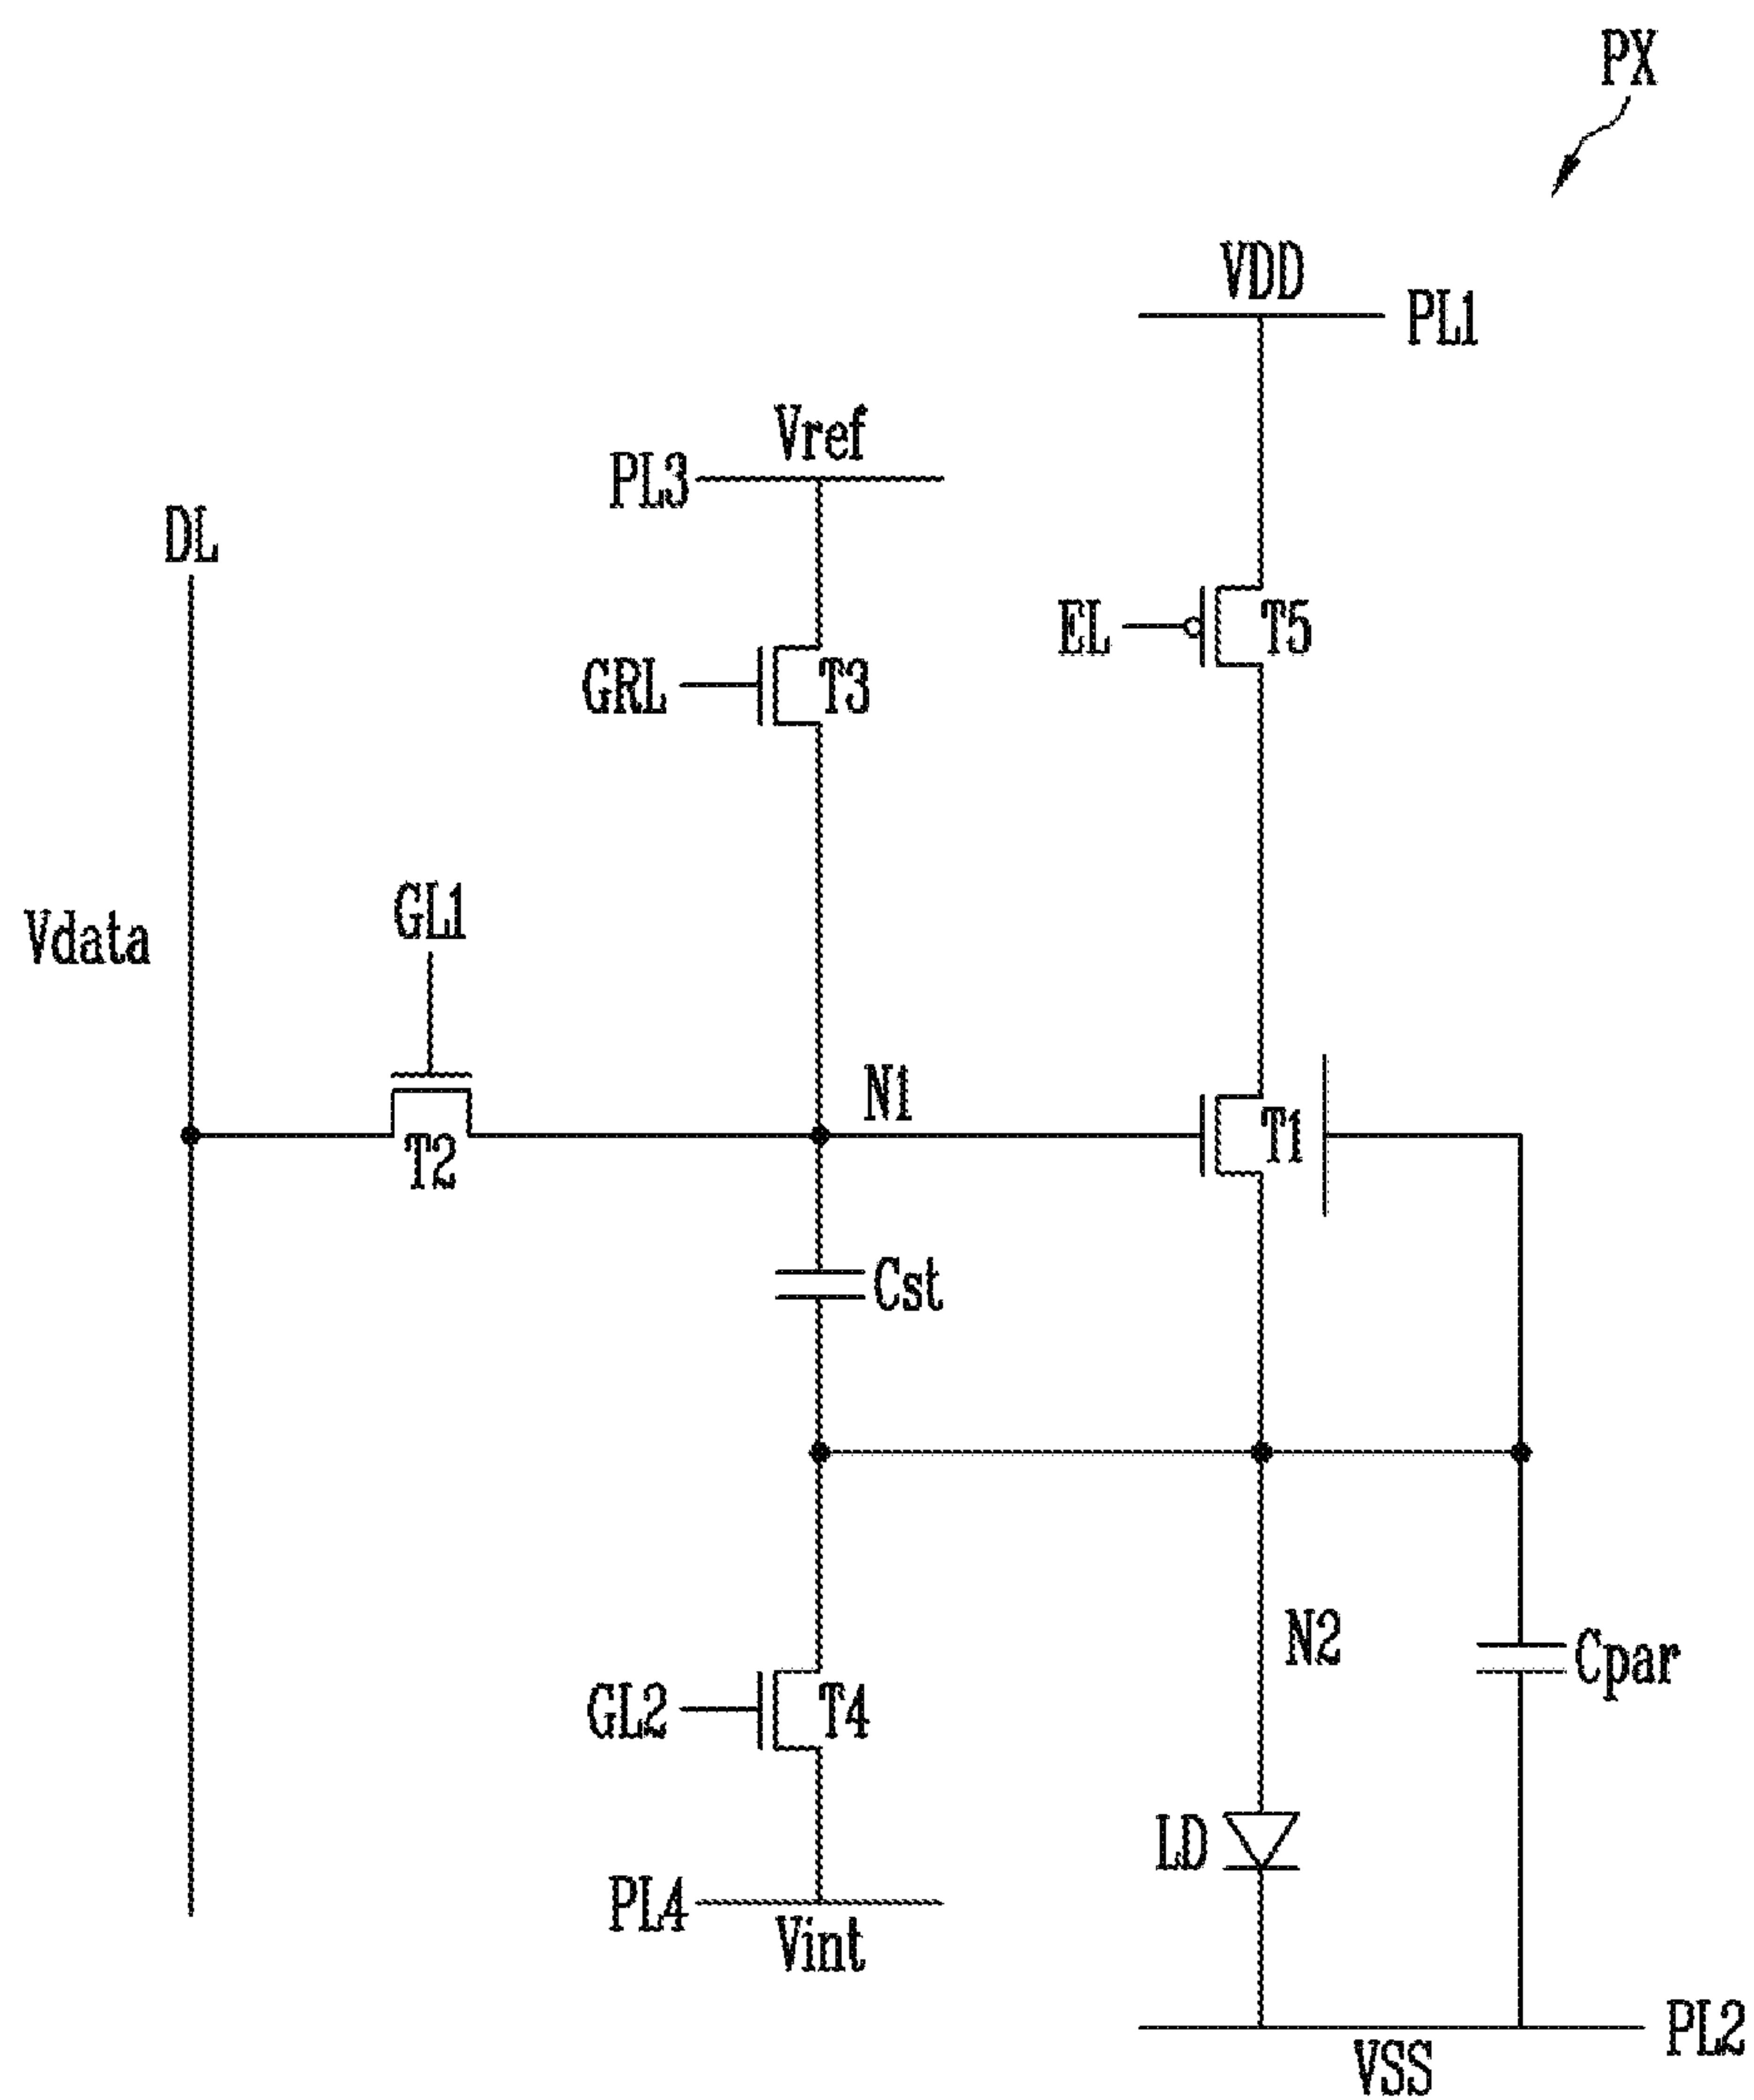 PX
VDD
PL1
Vref
PL3
DL
EL
T5
GRL
T3
GL1
Vdata
N1
T1
T2
Cst
N2
Cpar
GL2
T4
LD
PL4
Vint
PL2
VSS